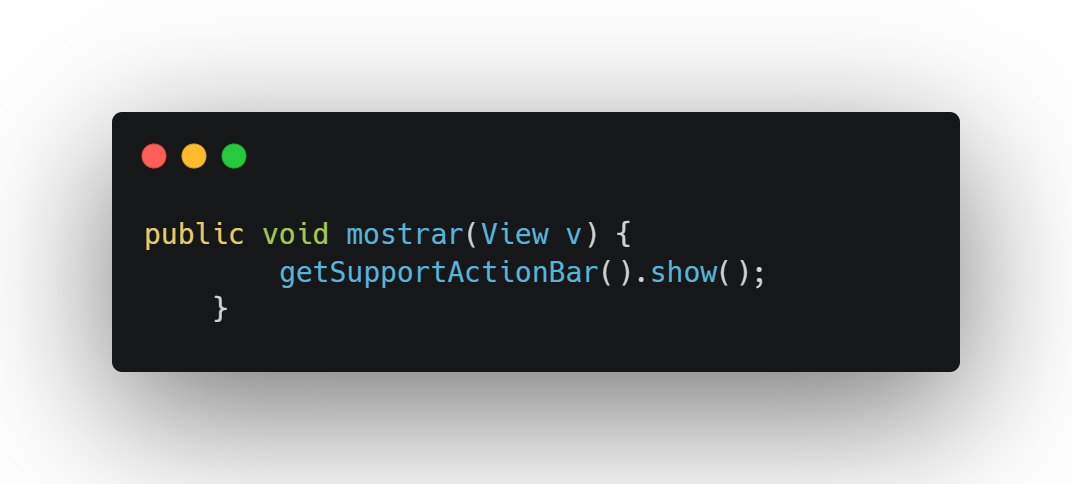 public void mostrar(View v) {
        getSupportActionBar().show();
    }